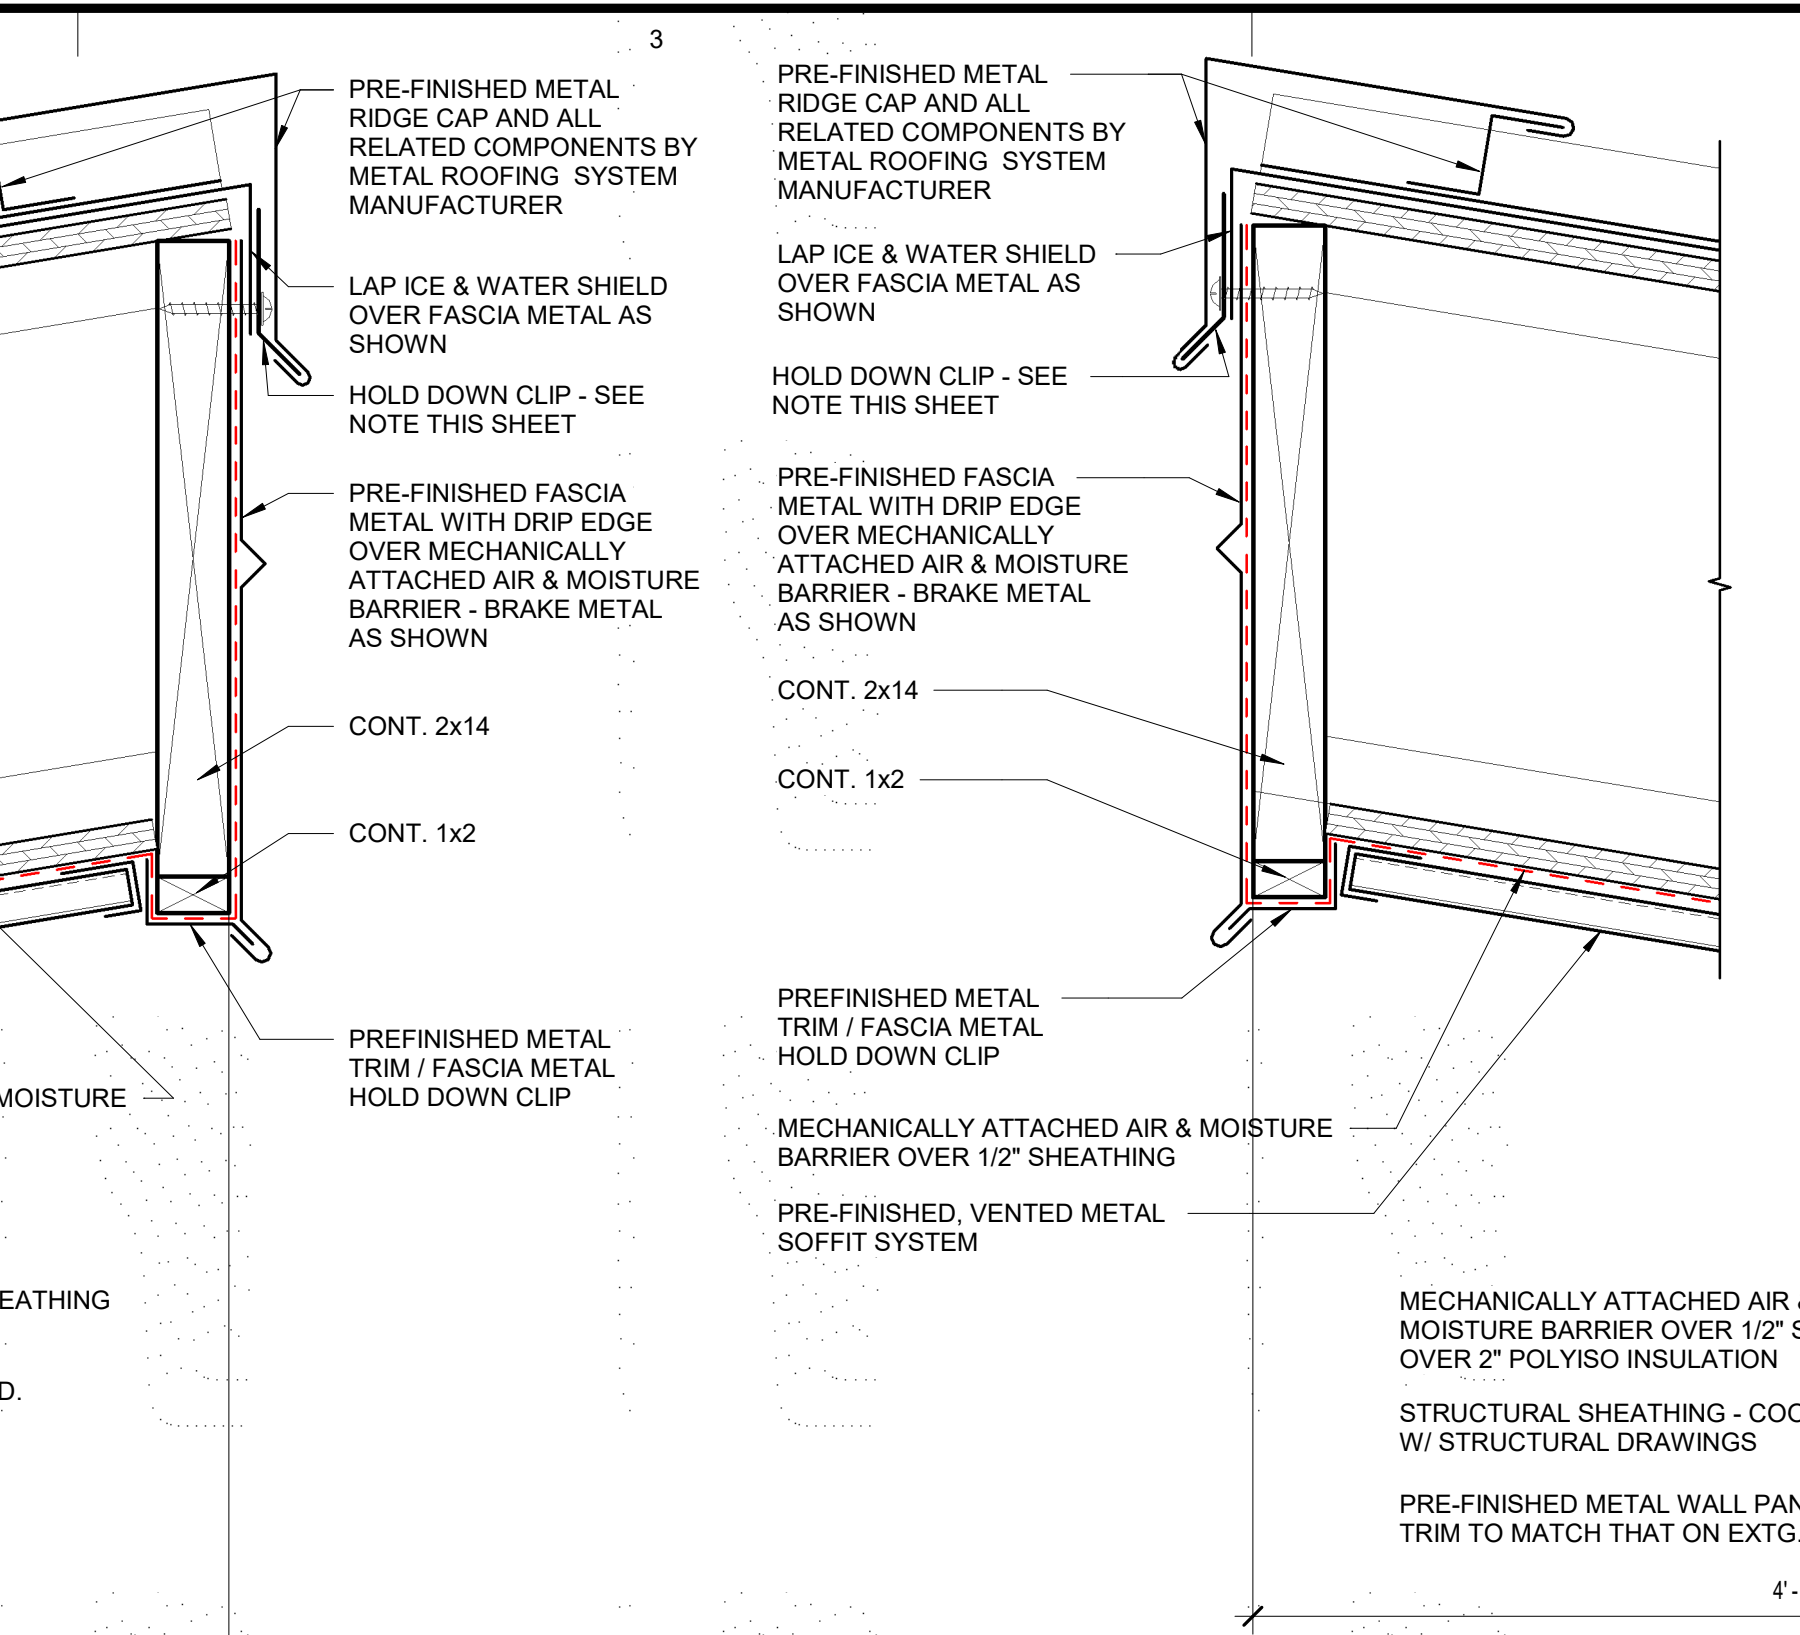 3
PRE-FINISHED METAL
RIDGE CAP AND ALL
RELATED COMPONENTS BY
METAL ROOFING SYSTEM
MANUFACTURER
LAP ICE & WATER SHIELD
OVER FASCIA METAL AS
SHOWN
HOLD DOWN CLIP - SEE
NOTE THIS SHEET
PRE-FINISHED FASCIA
METAL WITH DRIP EDGE
OVER MECHANICALLY
ATTACHED AIR & MOISTURE
BARRIER - BRAKE METAL
AS SHOWN
CONT. 2x14
CONT. 1x2
PREFINISHED METAL
TRIM / FASCIA METAL
HOLD DOWN CLIP
MOISTURE
EATHING
D.
PRE-FINISHED METAL
RIDGE CAP AND ALL
RELATED COMPONENTS BY
METAL ROOFING SYSTEM
MANUFACTURER
LAP ICE & WATER SHIELD
OVER FASCIA METAL AS
SHOWN
HOLD DOWN CLIP - SEE
NOTE THIS SHEET
PRE-FINISHED FASCIA
METAL WITH DRIP EDGE
OVER MECHANICALLY
ATTACHED AIR & MOISTURE
BARRIER - BRAKE METAL
AS SHOWN
CONT. 2x14
CONT. 1x2
PREFINISHED METAL
TRIM / FASCIA METAL
HOLD DOWN CLIP
MECHANICALLY ATTACHED AIR & MOISTURE
BARRIER OVER 1/2" SHEATHING
PRE-FINISHED, VENTED METAL
SOFFIT SYSTEM
MECHANICALLY ATTACHED AIR &
MOISTURE BARRIER OVER 1/2" S
OVER 2" POLYISO INSULATION
STRUCTURAL SHEATHING - COO
W/ STRUCTURAL DRAWINGS
PRE-FINISHED METAL WALL PAN
TRIM TO MATCH THAT ON EXTG.
4'-